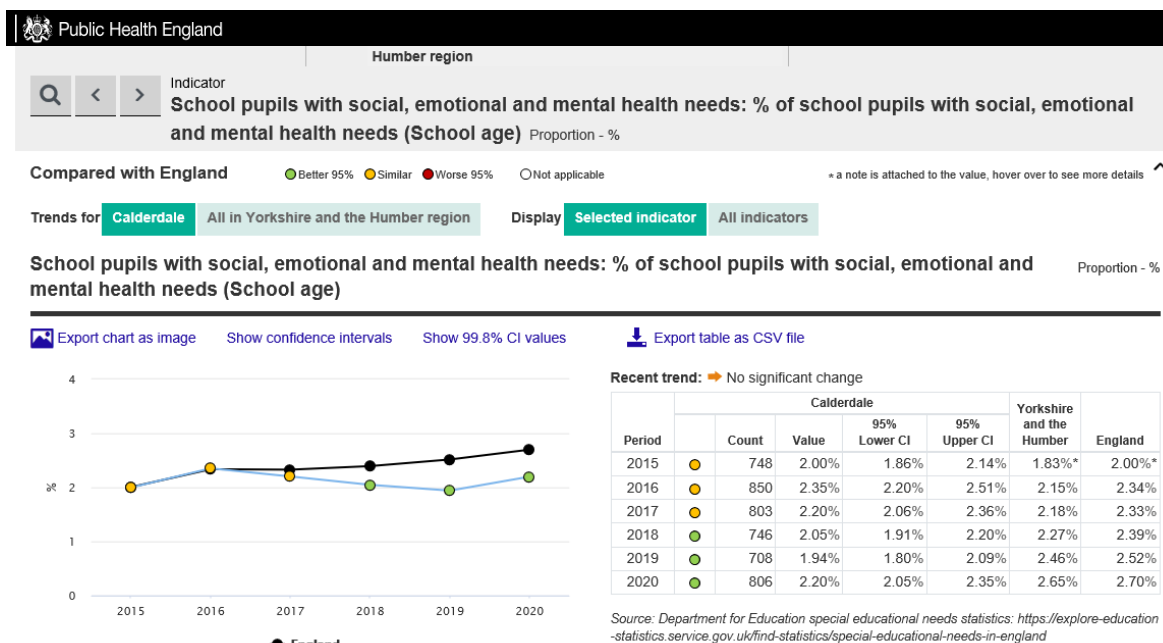 Public Health England
Humber region
Indicator
School pupils with social, emotional and mental health needs: % of school pupils with social, emotional
and mental health needs (School age) Proportion - %
Compared with England Better 95% Similar Worse 95% Not applicable * a note is attached to the value, hover over to see more details
Trends for Calderdale All in Yorkshire and the Humber region Display Selected indicator All indicators
School pupils with social, emotional and mental health needs: % of school pupils with social, emotional and Proportion - %
mental health needs (School age)
Export chart as image Show confidence intervals Show 99.8% CI values Export table as CSV file
Recent trend: No significant change
4
3
%
2
1
0
2015 2016 2017 2018 2019 2020
England
Calderdale
Period Count Value 95% Lower CI 95% Upper CI Yorkshire and the Humber England
2015 748 2.00% 1.86% 2.14% 1.83%* 2.00%*
2016 850 2.35% 2.20% 2.51% 2.15% 2.34%
2017 803 2.20% 2.06% 2.36% 2.18% 2.33%
2018 746 2.05% 1.91% 2.20% 2.27% 2.39%
2019 708 1.94% 1.80% 2.09% 2.46% 2.52%
2020 806 2.20% 2.05% 2.35% 2.65% 2.70%
Source: Department for Education special educational needs statistics: https://explore-education
-statistics.service.gov.uk/find-statistics/special-educational-needs-in-england